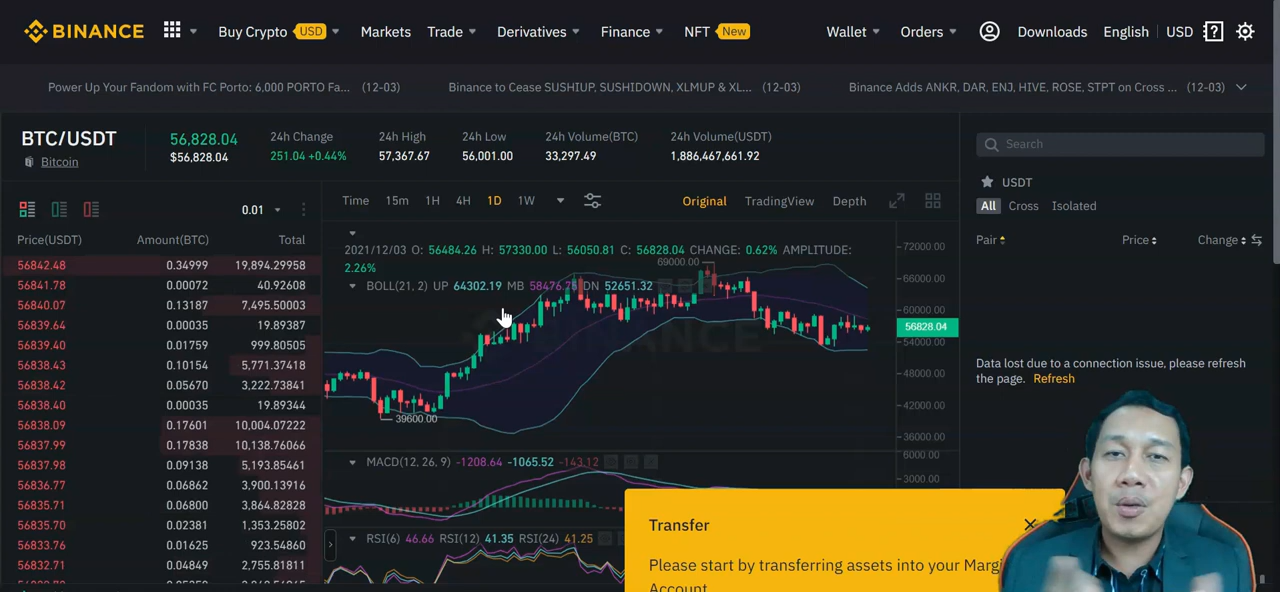 BINANCE
Buy Crypto USD Markets Trade Derivatives Finance NFT New Wallet Orders Downloads English USD
Power Up Your Fandom with FC Porto: 6,000 PORTO Fa... (12-03) Binance to Cease SUSHIUP, SUSHIDOWN, XLMUP & XL... (12-03) Binance Adds ANKR, DAR, ENJ, HIVE, ROSE, STPT on Cross ... (12-03)
BTC/USDT
Bitcoin
56,828.04
$56,828.04
24h Change
251.04 +0.44%
24h High
57,367.67
24h Low
56,001.00
24h Volume(BTC)
33,297.49
24h Volume(USDT)
1,886,467,661.92
0.01
Price(USDT) Amount(BTC) Total
56842.48 0.34999 19,894.29958
56841.78 0.00072 40.92608
56840.07 0.13187 7,495.50003
56839.64 0.00035 19.89387
56839.40 0.01759 999.80505
56838.43 0.10154 5,771.37418
56838.42 0.05670 3,222.73841
56838.40 0.00035 19.89344
56838.09 0.17601 10,004.07222
56837.99 0.17838 10,138.76066
56837.98 0.09138 5,193.85461
56836.77 0.06862 3,900.13916
56835.71 0.06800 3,864.82828
56835.70 0.02381 1,353.25802
56833.76 0.01625 923.54860
56832.71 0.04849 2,755.81811
Time 15m 1H 4H 1D 1W Original TradingView Depth
2021/12/03 O: 56484.26 H: 57330.00 L: 56050.81 C: 56828.04 CHANGE: 0.62% AMPLITUDE:
2.26%
BOLL(21, 2) UP 64302.19 MB 58476.75 DN 52651.32
69000.00
39600.00
72000.00
66000.00
60000.00
56828.04
54000.00
48000.00
42000.00
36000.00
BINANCE
MACD(12, 26, 9) -1208.64 -1065.52 -143.12
6000.00
3000.00
RSI(6) 46.66 RSI(12) 41.35 RSI(24) 41.25
Search
USDT
All Cross Isolated
Pair Price Change
Data lost due to a connection issue, please refresh
the page. Refresh
Transfer
Please start by transferring assets into your Margi
Account.